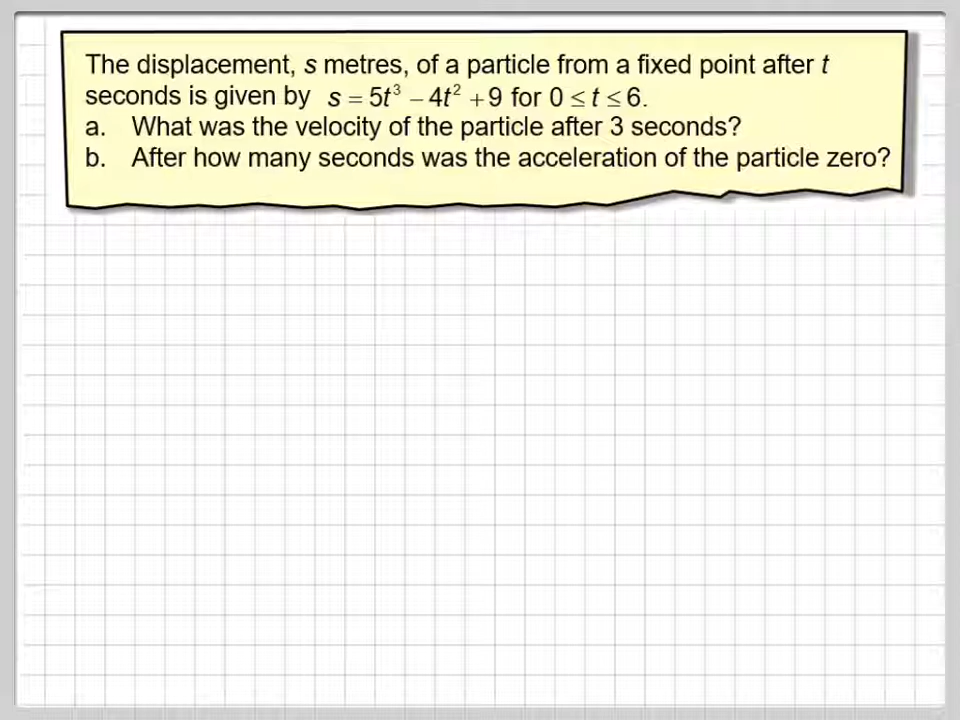 The displacement, s metres, of a particle from a fixed point after t
seconds is given by s = 5t³ − 4t² + 9 for 0 ≤ t ≤ 6.
a. What was the velocity of the particle after 3 seconds?
b. After how many seconds was the acceleration of the particle zero?